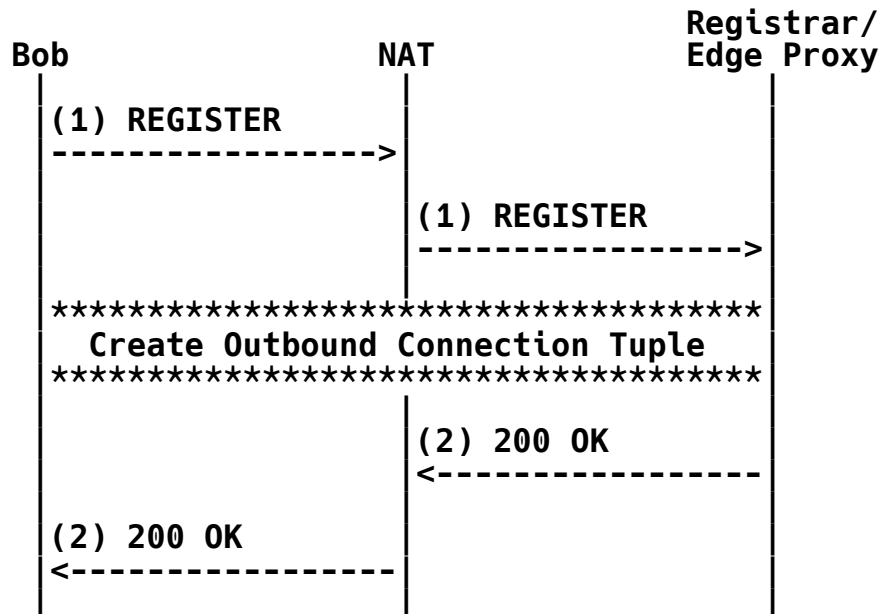 Registrar/
Bob NAT Edge Proxy
(1) REGISTER
----------------->
(1) REGISTER
----------------->
*************************************
Create Outbound Connection Tuple
*************************************
(2) 200 OK
<-----------------
(2) 200 OK
<-----------------